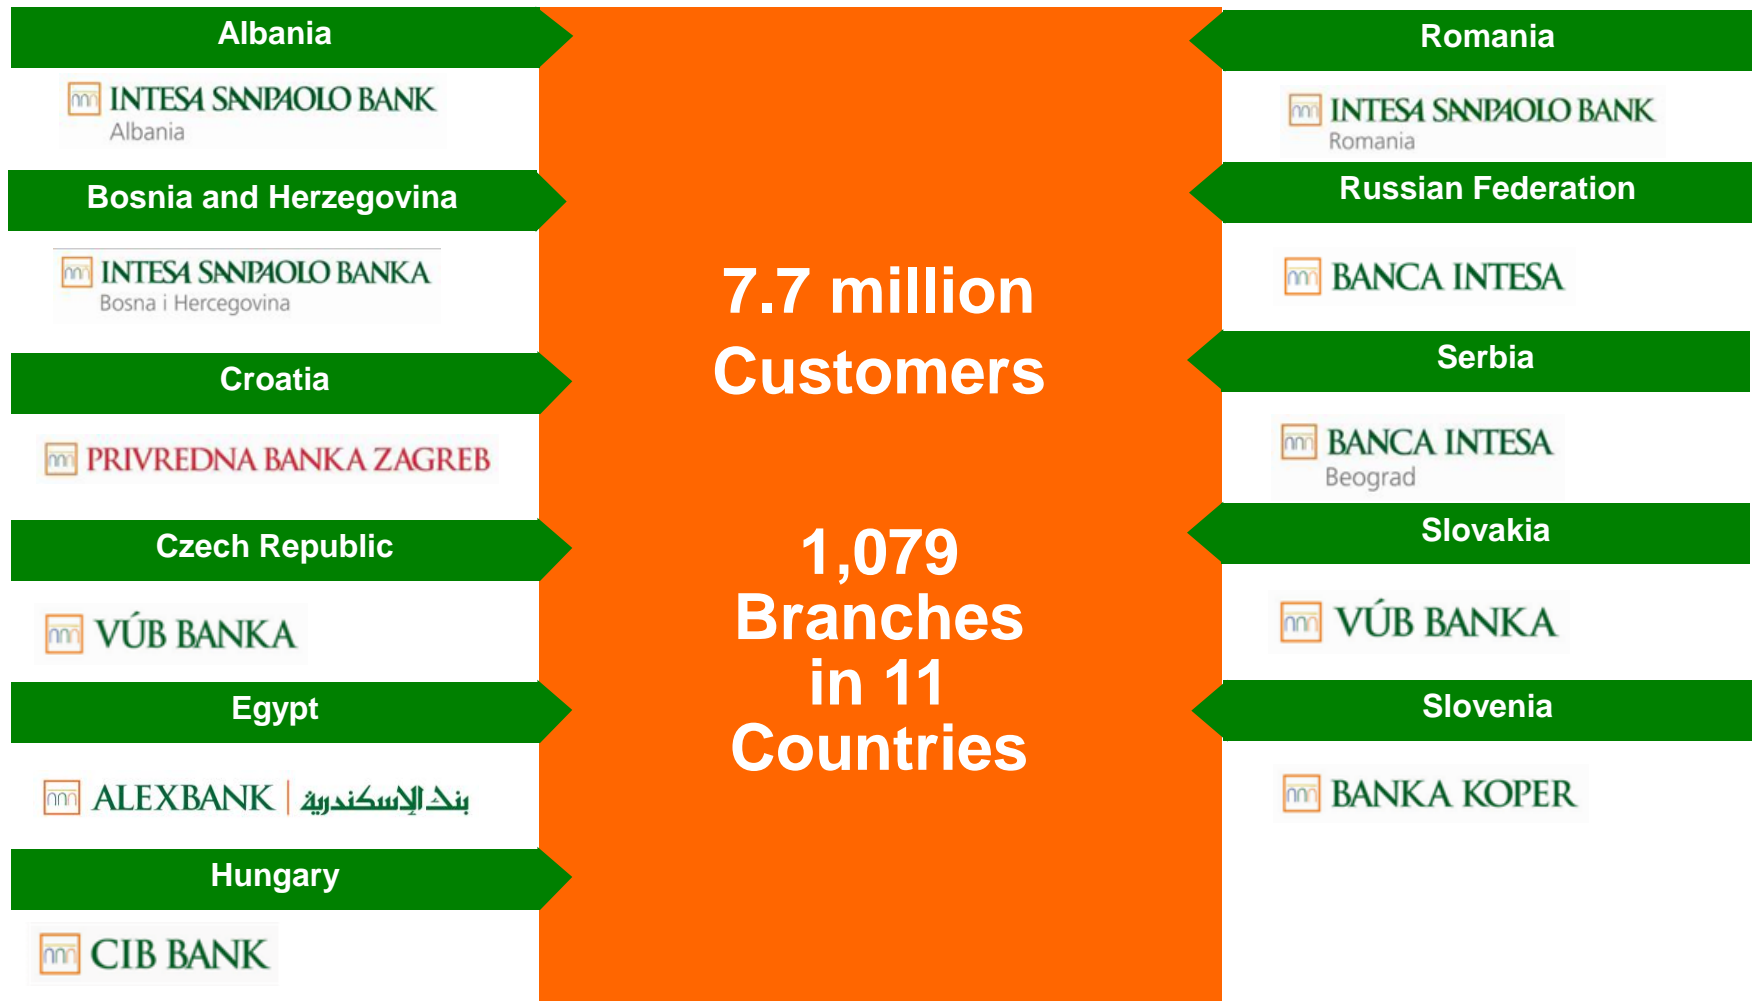 Albania
INTESA SANPAOLO BANK
Albania
Bosnia and Herzegovina
INTESA SANPAOLO BANKA
Bosna i Hercegovina
Croatia
PRIVREDNA BANKA ZAGREB
Czech Republic
VÚB BANKA
Egypt
ALEXBANK | بنك الإسكندرية
Hungary
CIB BANK
7.7 million
Customers
1,079
Branches
in 11
Countries
Romania
INTESA SANPAOLO BANK
Romania
Russian Federation
BANCA INTESA
Serbia
BANCA INTESA
Beograd
Slovakia
VÚB BANKA
Slovenia
BANKA KOPER